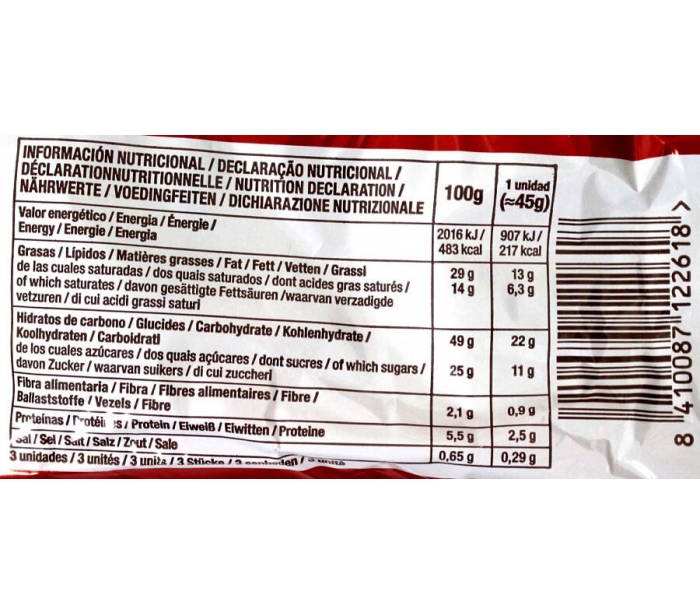 INFORMACIÓN NUTRICIONAL / DECLARAÇÃO NUTRICIONAL /
DÉCLARATIONNUTRITIONNELLE / NUTRITION DECLARATION /
NÄHRWERTE / VOEDINGFEITEN / DICHIARAZIONE NUTRIZIONALE
100g
1 unidad
(≈45g)
Valor energético / Energia / Énergie /
Energy / Energie / Energia
2016 kJ /
483 kcal
907 kJ /
217 kcal
Grasas / Lípidos / Matières grasses / Fat / Fett / Vetten / Grassi
29 g
13 g
de las cuales saturadas / dos quais saturados / dont acides gras saturés /
of which saturates / davon gesättigte Fettsäuren /waarvan verzadigde
vetzuren / di cui acidi grassi saturi
14 g
6,3 g
Hidratos de carbono / Glucides / Carbohydrate / Kohlenhydrate /
Koolhydraten / Carboidrati
49 g
22 g
de los cuales azúcares / dos quais açúcares / dont sucres / of which sugars /
davon Zucker / waarvan suikers / di cui zuccheri
25 g
11 g
Fibra alimentaria / Fibra / Fibres alimentaires / Fibre /
Ballaststoffe / Vezels / Fibre
2,1 g
0,9 g
Proteínas / / Protein / Eiweiß / Eiwitten / Proteine
5,5 g
2,5 g
Sal / Sel / Salt / Salz / Zout / Sale
0,65 g
0,29 g
3 unidades / 3 unités / 3 units / 3 Stücke /
8 410087 122618 >